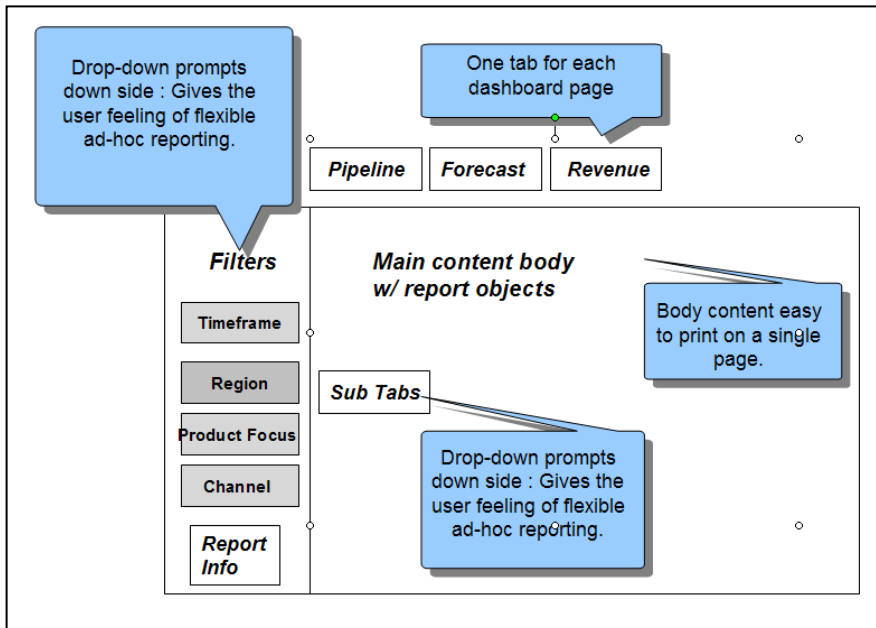 Drop-down prompts
down side : Gives the
user feeling of flexible
ad-hoc reporting.
One tab for each
dashboard page
Pipeline
Forecast
Revenue
Filters
Main content body
w/ report objects
Timeframe
Body content easy
to print on a single
page.
Region
Sub Tabs
Product Focus
Drop-down prompts
down side : Gives the
user feeling of flexible
ad-hoc reporting.
Channel
Report
Info